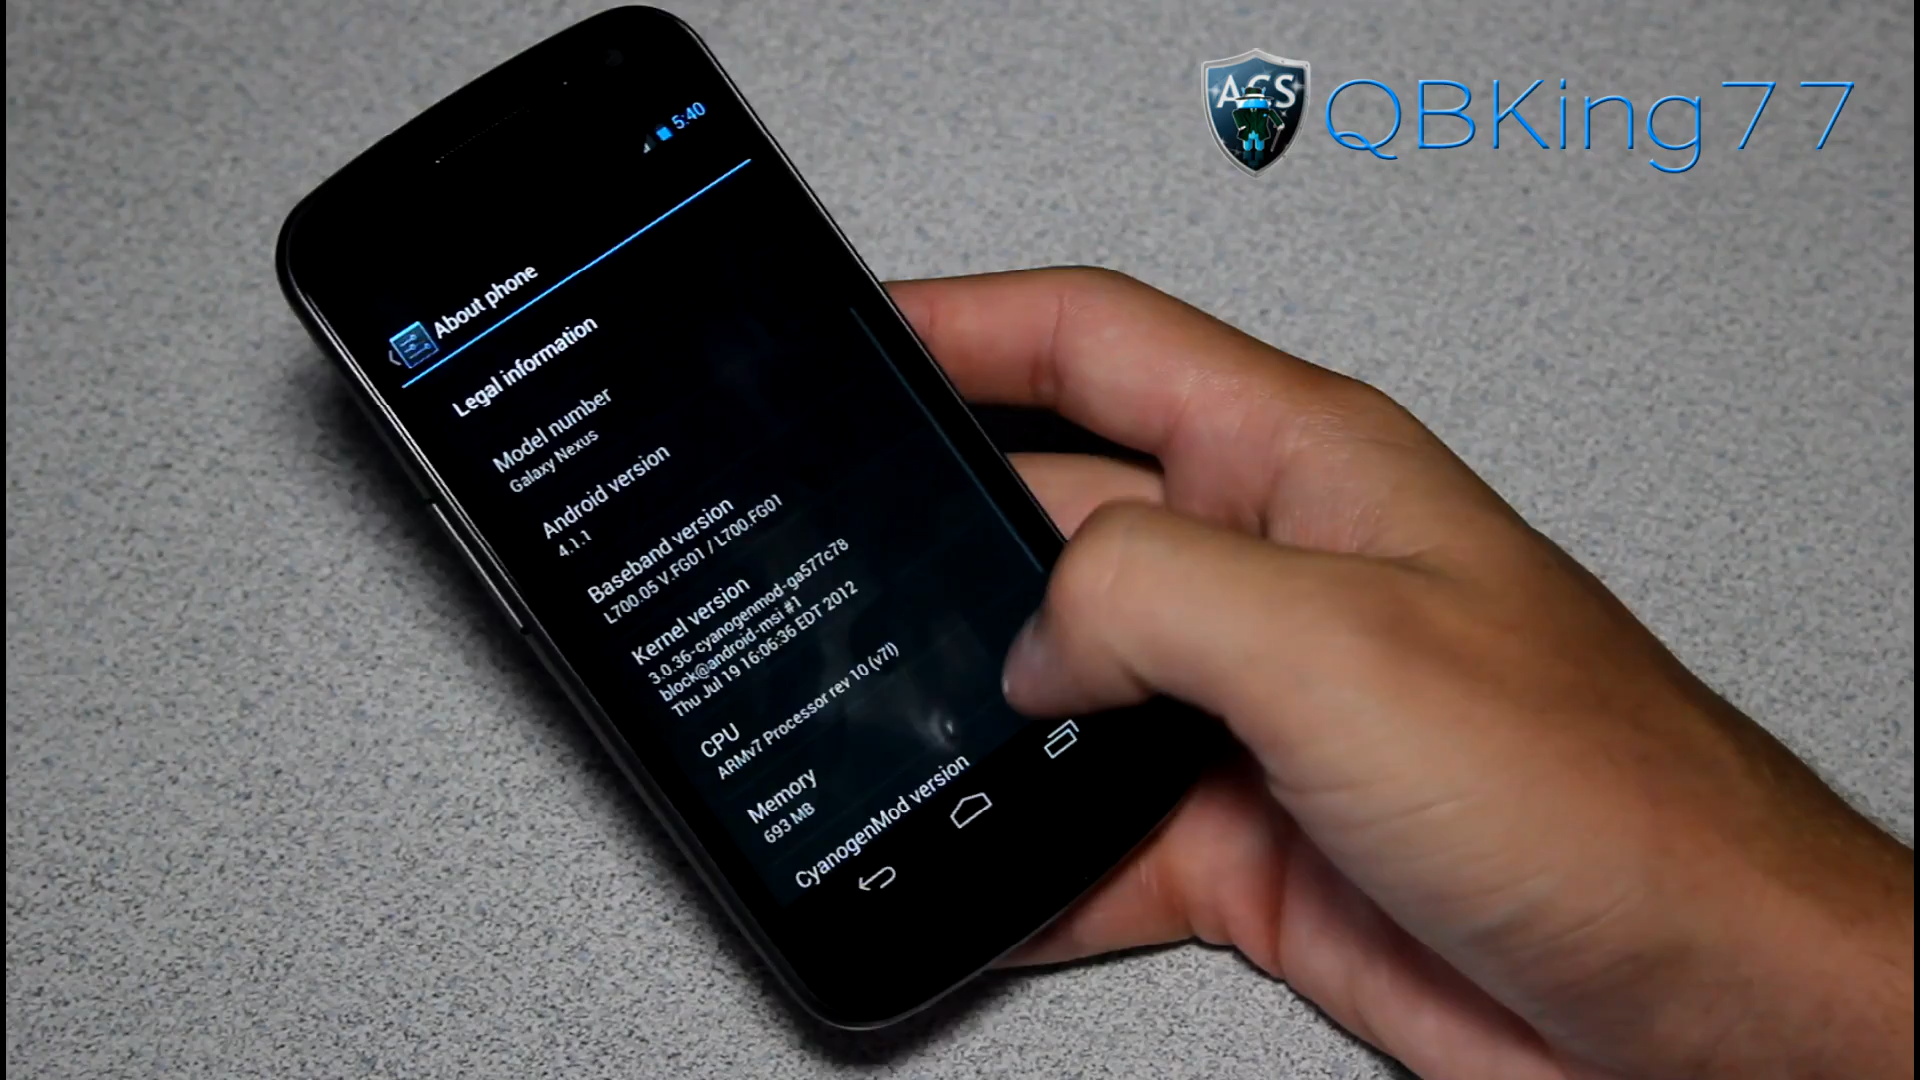 ACS
QBKing77
5:40
About phone
Legal information
Model number
Galaxy Nexus
Android version
4.1.1
Baseband version
L700.05 V.FG01 / L700.FG01
Kernel version
3.0.36-cyanogenmod-ga577c78
block@android-msi #1
Thu Jul 19 16:06:36 EDT 2012
CPU
ARMv7 Processor rev 10 (v7l)
Memory
693 MB
CyanogenMod version